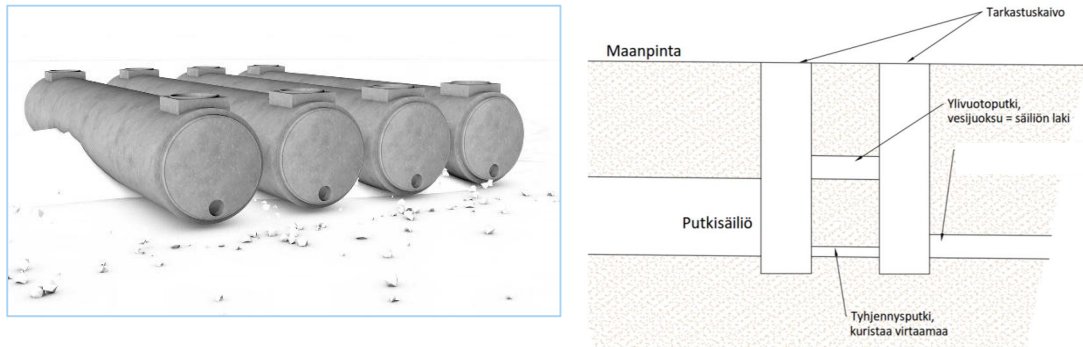 Tarkastuskaivo
Maanpinta
Ylivuotoputki,
vesijuoksu = säiliön laki
Putkisäiliö
Tyhjennysputki,
kuristaa virtaamaa